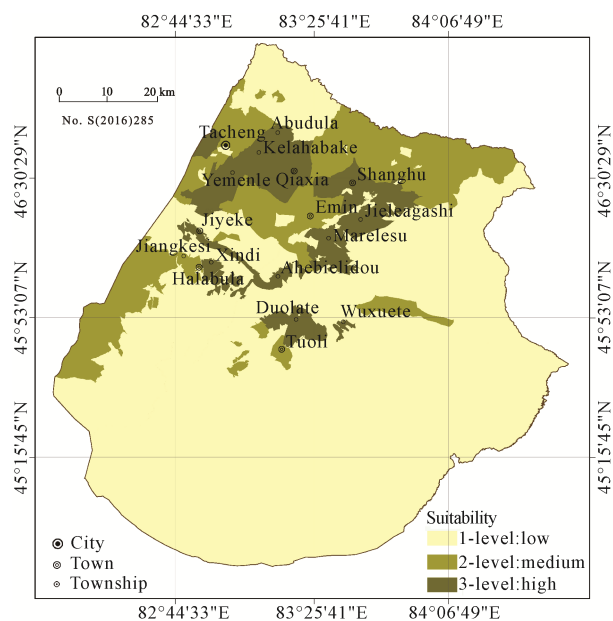 82°44'33"E 83°25'41"E 84°06'49"E
0 10 20 km
No. S(2016)285
Abudula
Tacheng
Kelahabake
46°30'29"N
46°30'29"N
Shanghu
Yemenle Qiaxia
Emin
Jieleagashi
Jiyeke
Marelesu
Jiangkesi
Xindi
Ahebielidou
Halabula
Duolate
Wuxuete
45°53'07"N
45°53'07"N
Tuoli
45°15'45"N
45°15'45"N
Suitability
1-level:low
2-level:medium
3-level:high
City
Town
Township
82°44'33"E 83°25'41"E 84°06'49"E